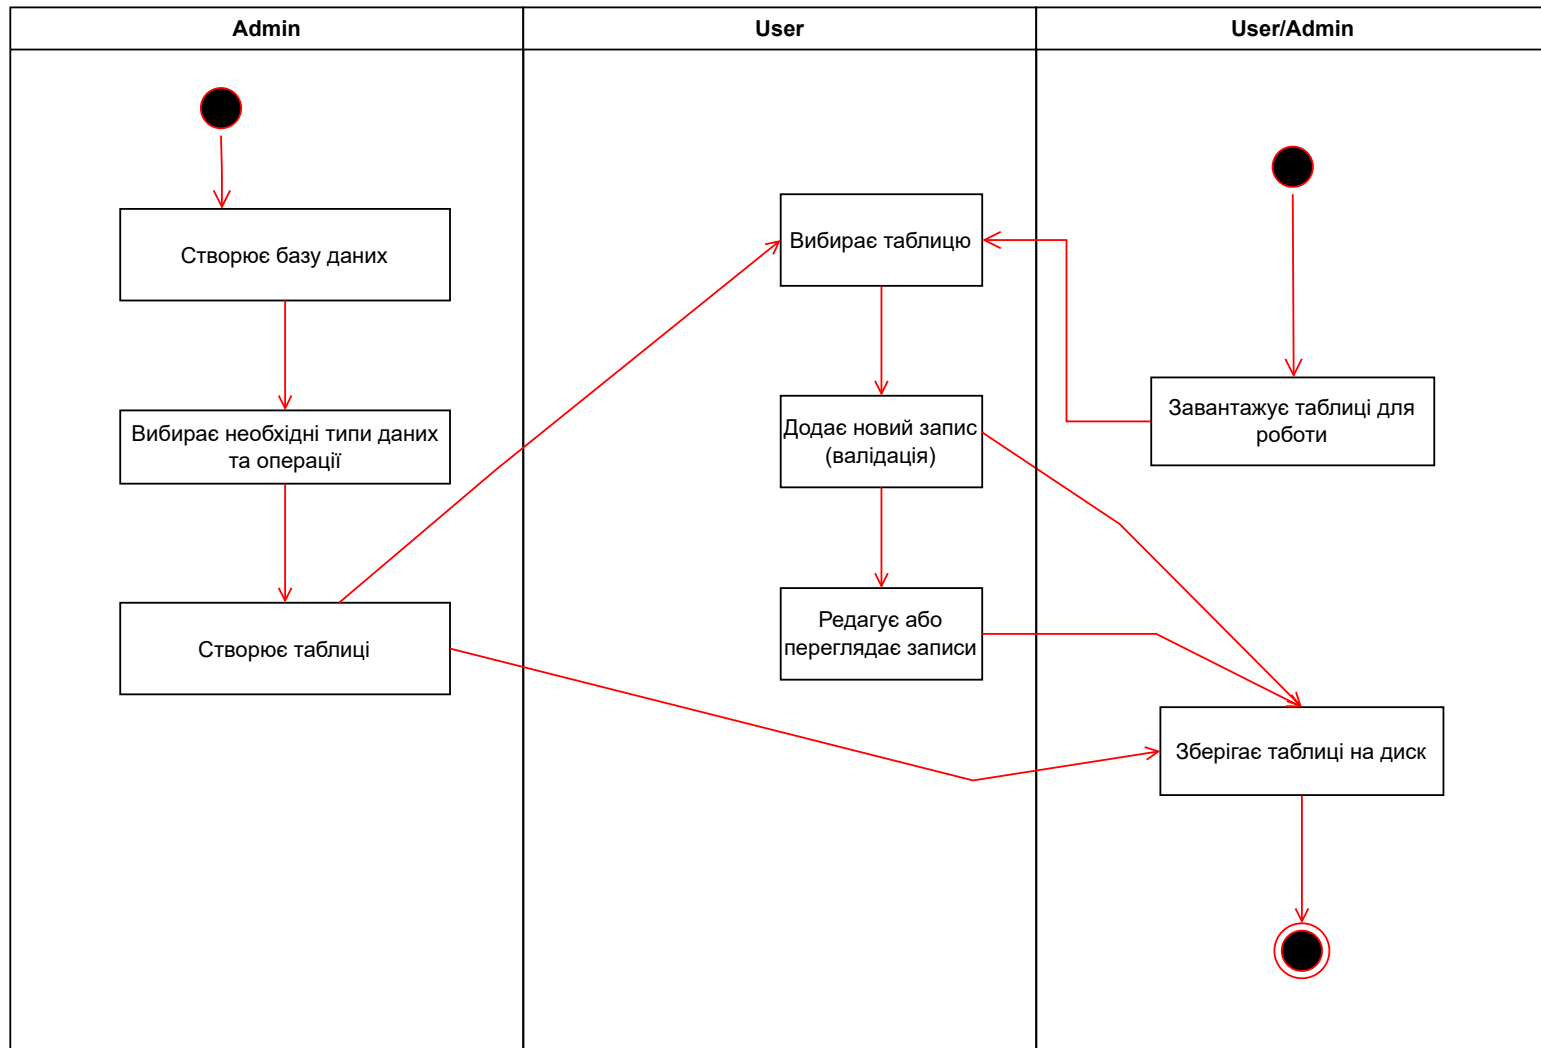 Admin
User
User/Admin
Створює базу даних
Вибирає необхідні типи даних
та операції
Створює таблиці
Вибирає таблицю
Додає новий запис
(валідація)
Редагує або
переглядає записи
Завантажує таблиці для
роботи
Зберігає таблиці на диск